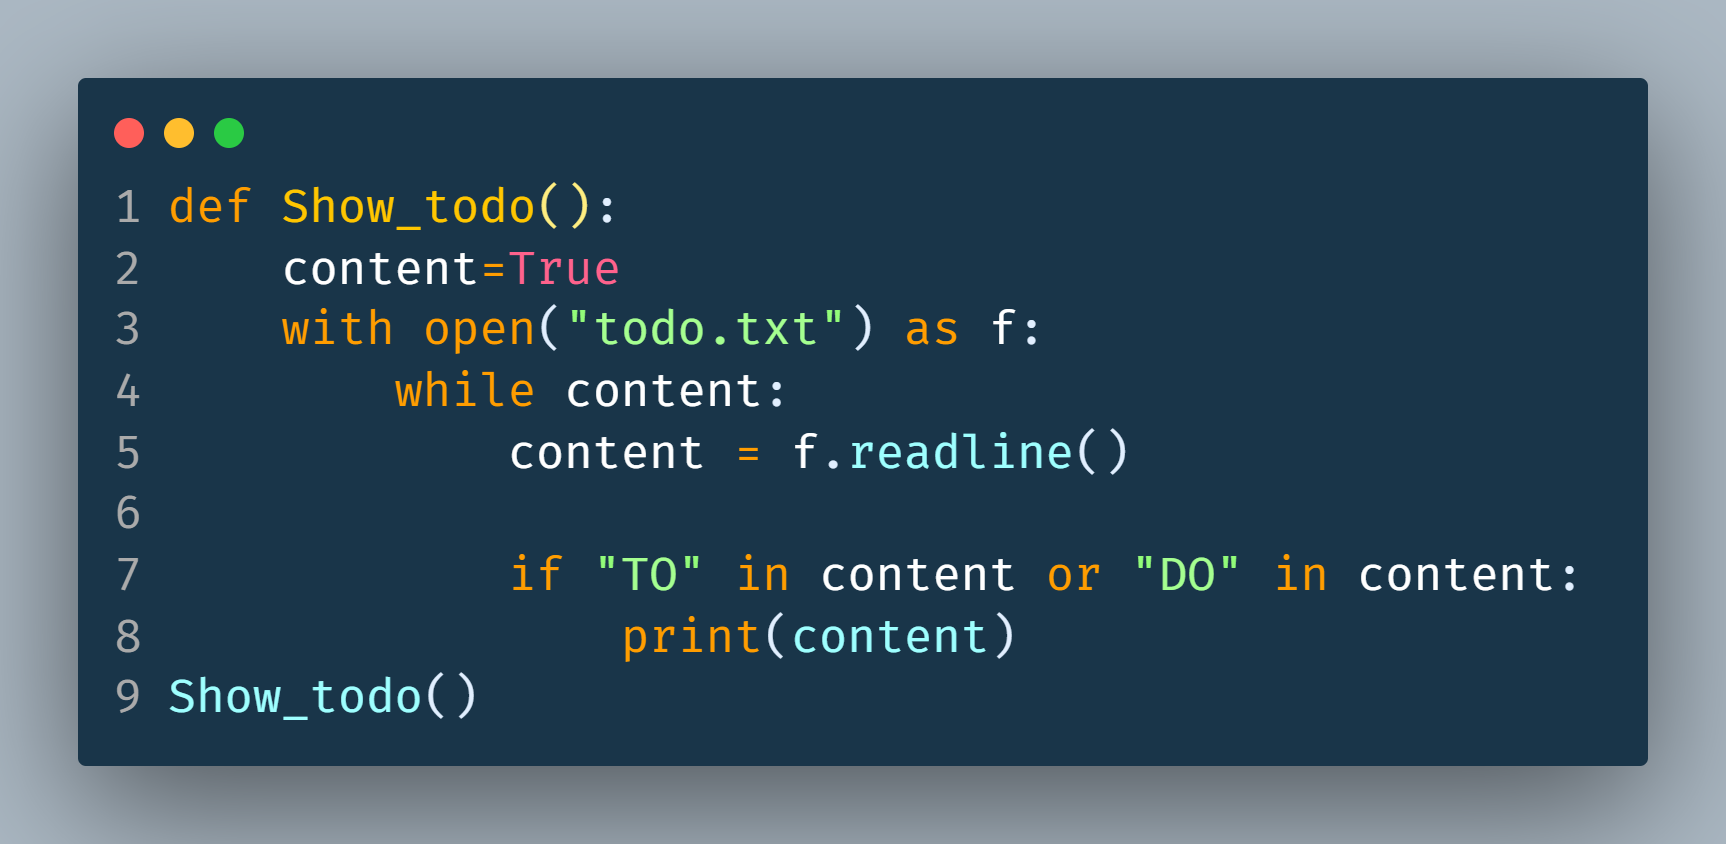 1 def Show_todo():
2     content=True
3     with open("todo.txt") as f:
4         while content:
5             content = f.readline()
6
7             if "TO" in content or "DO" in content:
8                 print(content)
9 Show_todo()